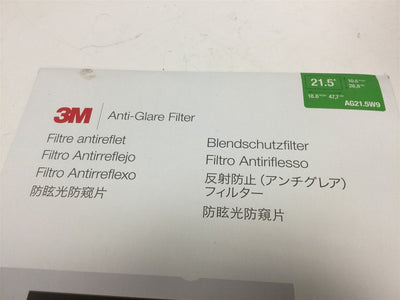 3M Anti-Glare Filter
Filtre antireflet
Filtro Antirreflejo
Filtro Antirreflexo
防眩光防窺片
Blendschutzfilter
Filtro Antiriflesso
反射防止（アンチグレア）
フィルター
防眩光防窥片
21.5"
AG21.5W9